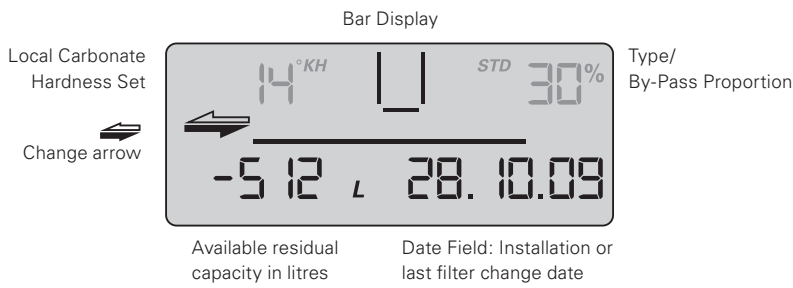 Bar Display
Local Carbonate
Hardness Set
14 °KH
STD 30%
Type/
By-Pass Proportion
Change arrow
-512 L 28. 10.09
Available residual
capacity in litres
Date Field: Installation or
last filter change date